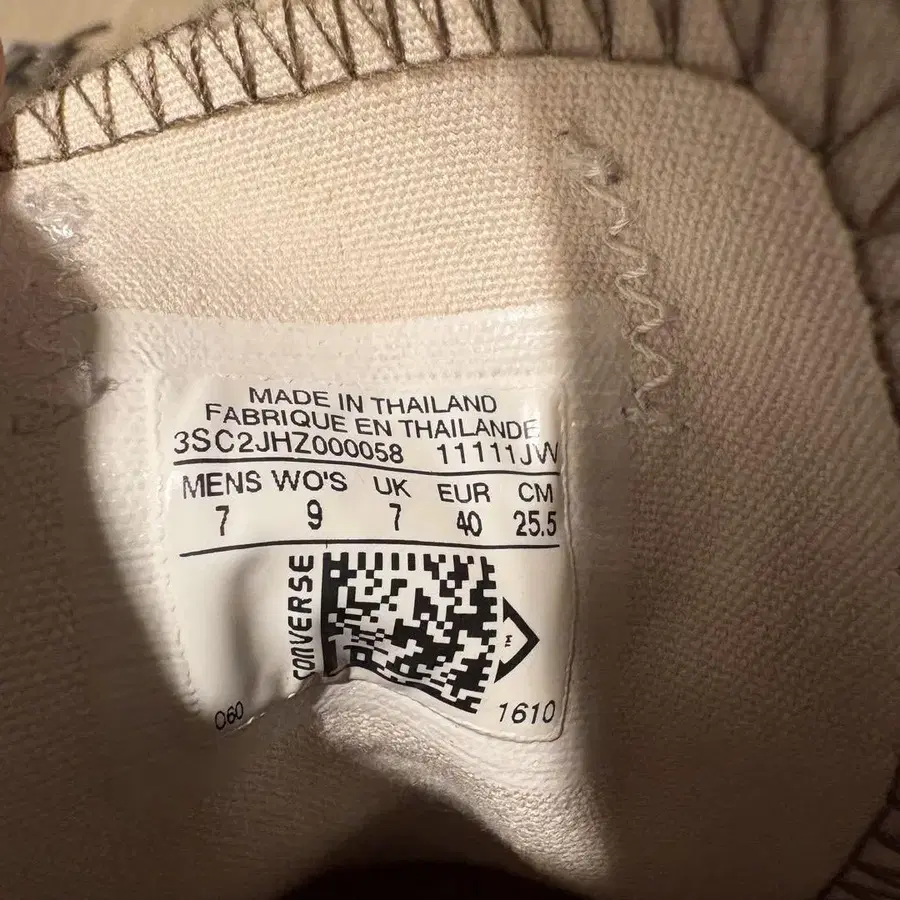 MADE IN THAILAND
FABRIQUE EN THAILANDE
3SC2JHZ000058 11111JW
MENS WO'S UK EUR CM
7 9 7 40 25.5
CONVERSE
060 1610